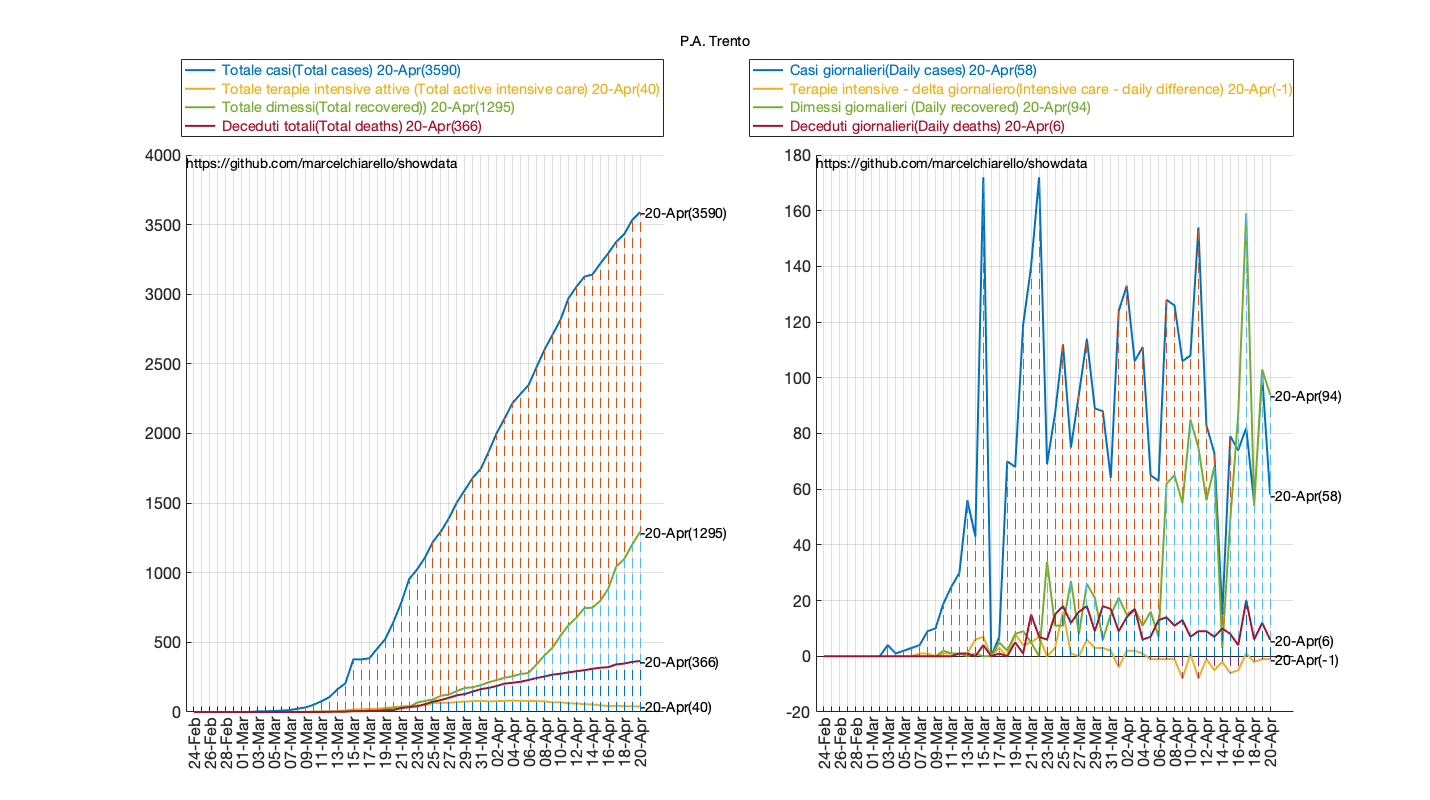 P.A. Trento
Totale casi(Total cases) 20-Apr(3590)
Totale terapie intensive attive (Total active intensive care) 20-Apr(40)
Totale dimessi(Total recovered)) 20-Apr(1295)
Deceduti totali(Total deaths) 20-Apr(366)
https://github.com/marcelchiarello/showdata
4000
3500
3000
2500
2000
1500
1000
500
0
-20-Apr(3590)
-20-Apr(1295)
-20-Apr(366)
-20-Apr(40)
24-Feb
26-Feb
28-Feb
01-Mar
03-Mar
05-Mar
07-Mar
09-Mar
11-Mar
13-Mar
15-Mar
17-Mar
19-Mar
21-Mar
23-Mar
25-Mar
27-Mar
29-Mar
31-Mar
02-Apr
04-Apr
06-Apr
08-Apr
10-Apr
12-Apr
14-Apr
16-Apr
18-Apr
20-Apr
Casi giornalieri(Daily cases) 20-Apr(58)
Terapie intensive - delta giornaliero(Intensive care - daily difference) 20-Apr(-1)
Dimessi giornalieri (Daily recovered) 20-Apr(94)
Deceduti giornalieri(Daily deaths) 20-Apr(6)
https://github.com/marcelchiarello/showdata
180
160
140
120
100
80
60
40
20
0
-20
-20-Apr(94)
-20-Apr(58)
-20-Apr(6)
-20-Apr(-1)
24-Feb
26-Feb
28-Feb
01-Mar
03-Mar
05-Mar
07-Mar
09-Mar
11-Mar
13-Mar
15-Mar
17-Mar
19-Mar
21-Mar
23-Mar
25-Mar
27-Mar
29-Mar
31-Mar
02-Apr
04-Apr
06-Apr
08-Apr
10-Apr
12-Apr
14-Apr
16-Apr
18-Apr
20-Apr